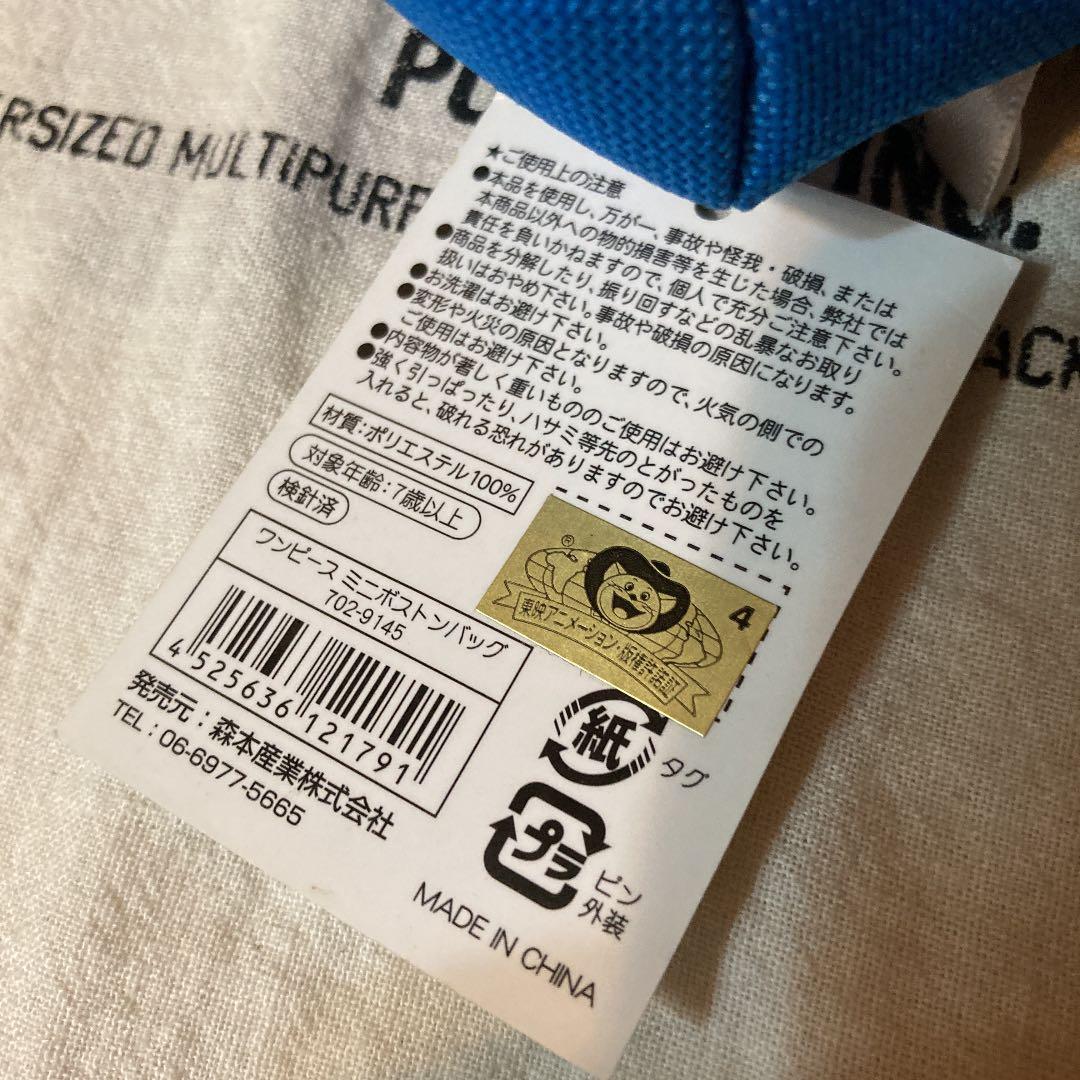 PU
ING.
ERSIZED MULTIPURP
ACK
★ご使用上の注意
●本品を使用し、万が一、事故や怪我・破損、または
本商品以外への物的損害等を生じた場合、弊社では
責任を負いかねますので、個人で充分ご注意下さい。
●商品を分解したり、振り回すなどの乱暴なお取り
扱いはおやめ下さい。事故や破損の原因になります。
●お洗濯はお避け下さい。
●変形や火災の原因となりますので、火気の側での
ご使用はお避け下さい。
●内容物が著しく重いもののご使用はお避け下さい。
●強く引っぱったり、ハサミ等先のとがったものを
入れると、破れる恐れがありますのでお避け下さい。
材質:ポリエステル100%
対象年齢:7歳以上
検針済
ワンピース ミニボストンバッグ
702-9145
4 525636 121791
発売元:森本産業株式会社
TEL:06-6977-5665
® 4
東映アニメーション・版権許諾証
紙 タグ
プラ ピン
外装
MADE IN CHINA